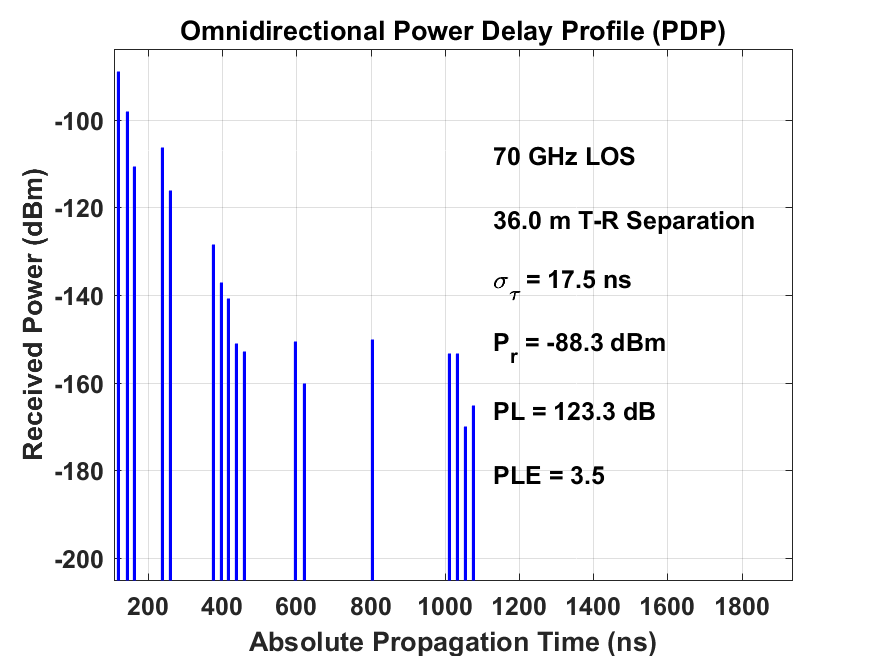 Omnidirectional Power Delay Profile (PDP)
Received Power (dBm)
-100
-120
-140
-160
-180
-200
70 GHz LOS
36.0 m T-R Separation
σ_τ = 17.5 ns
P_r = -88.3 dBm
PL = 123.3 dB
PLE = 3.5
200 400 600 800 1000 1200 1400 1600 1800
Absolute Propagation Time (ns)